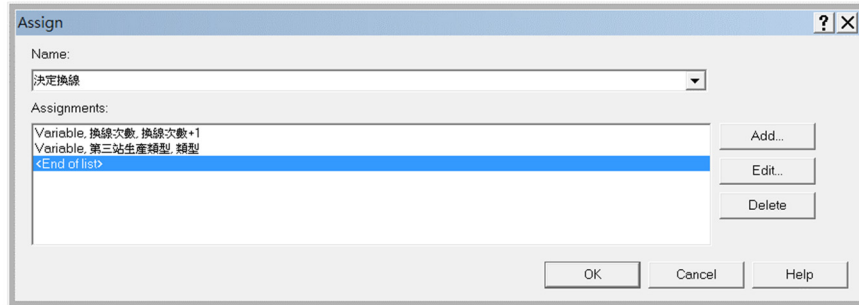 Assign
?
Name:
決定換線
Assignments:
Variable, 換線次數, 換線次數+1
Variable, 第三站生產類型, 類型
<End of list>
Add...
Edit...
Delete
OK
Cancel
Help